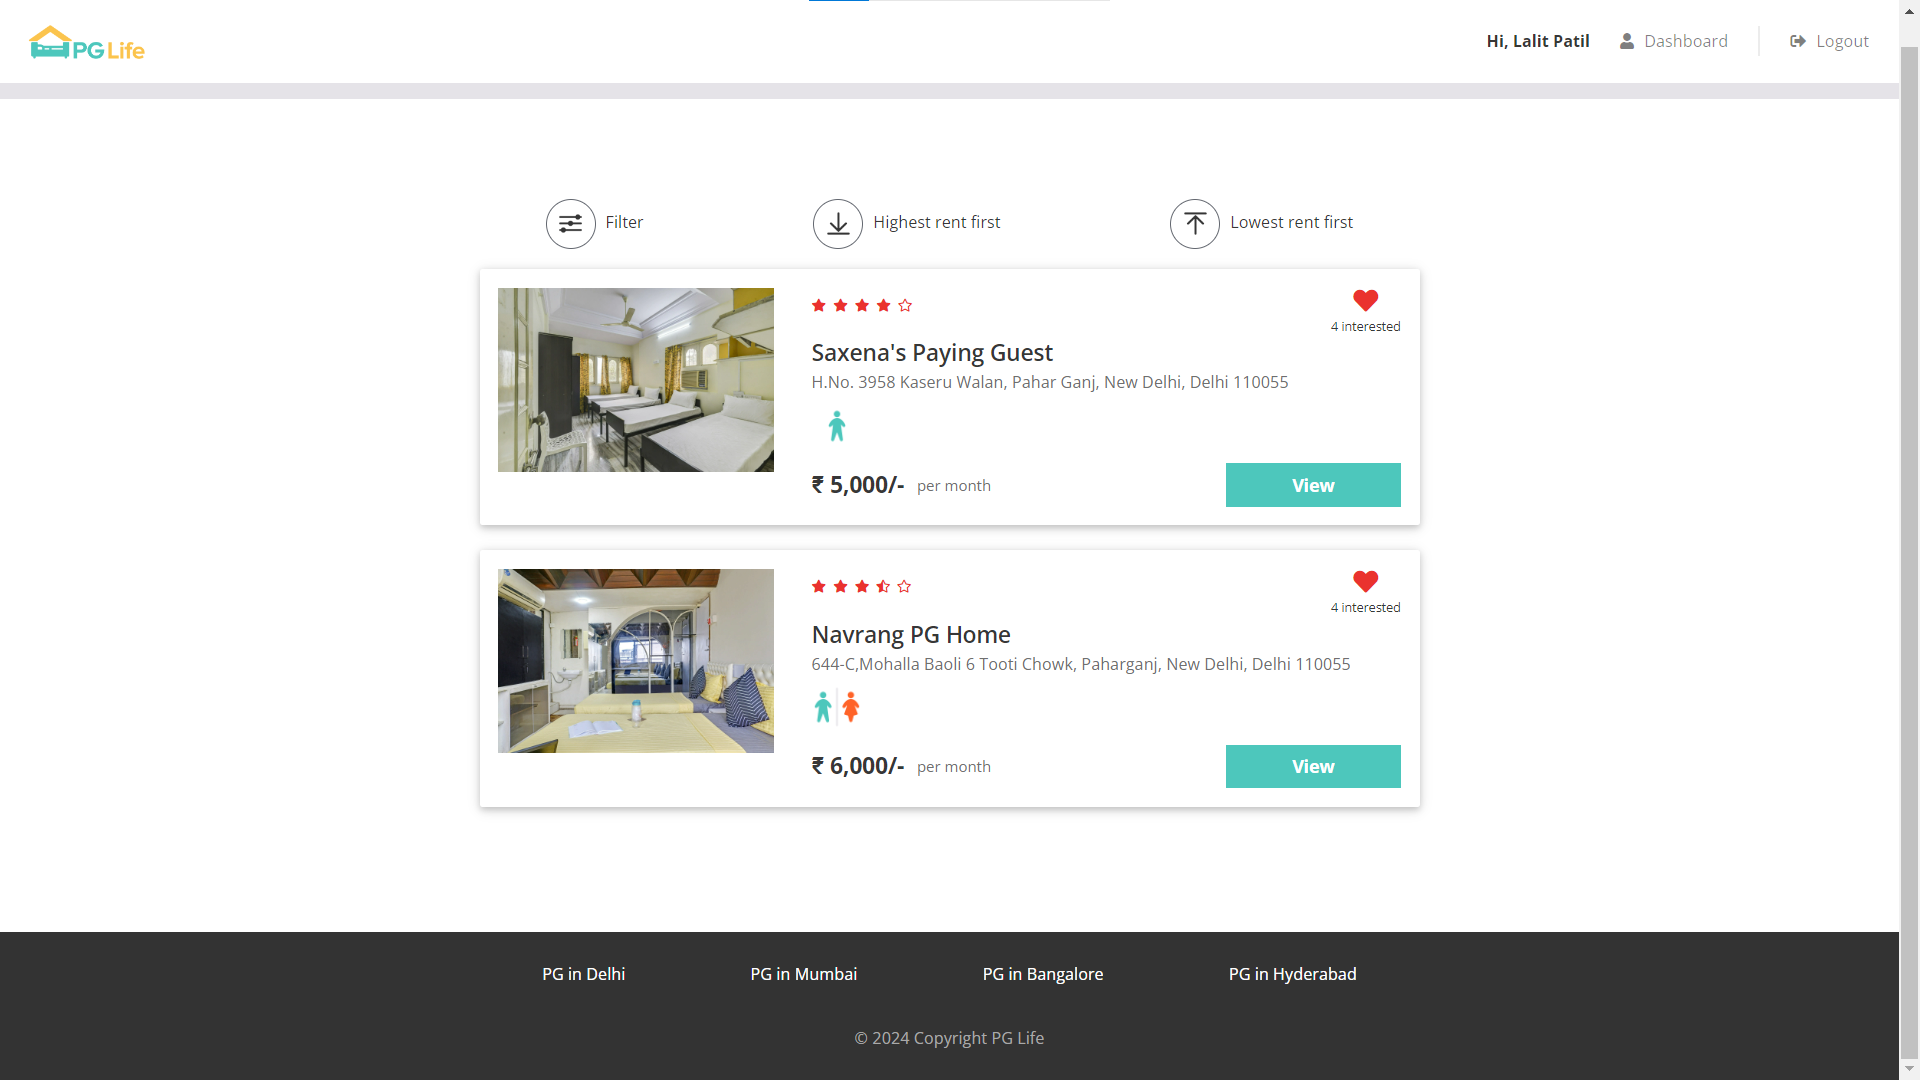 PG Life
Hi, Lalit Patil
Dashboard
Logout
Filter
Highest rent first
Lowest rent first
4 interested
Saxena's Paying Guest
H.No. 3958 Kaseru Walan, Pahar Ganj, New Delhi, Delhi 110055
₹ 5,000/- per month
View
4 interested
Navrang PG Home
644-C,Mohalla Baoli 6 Tooti Chowk, Paharganj, New Delhi, Delhi 110055
₹ 6,000/- per month
View
PG in Delhi
PG in Mumbai
PG in Bangalore
PG in Hyderabad
© 2024 Copyright PG Life